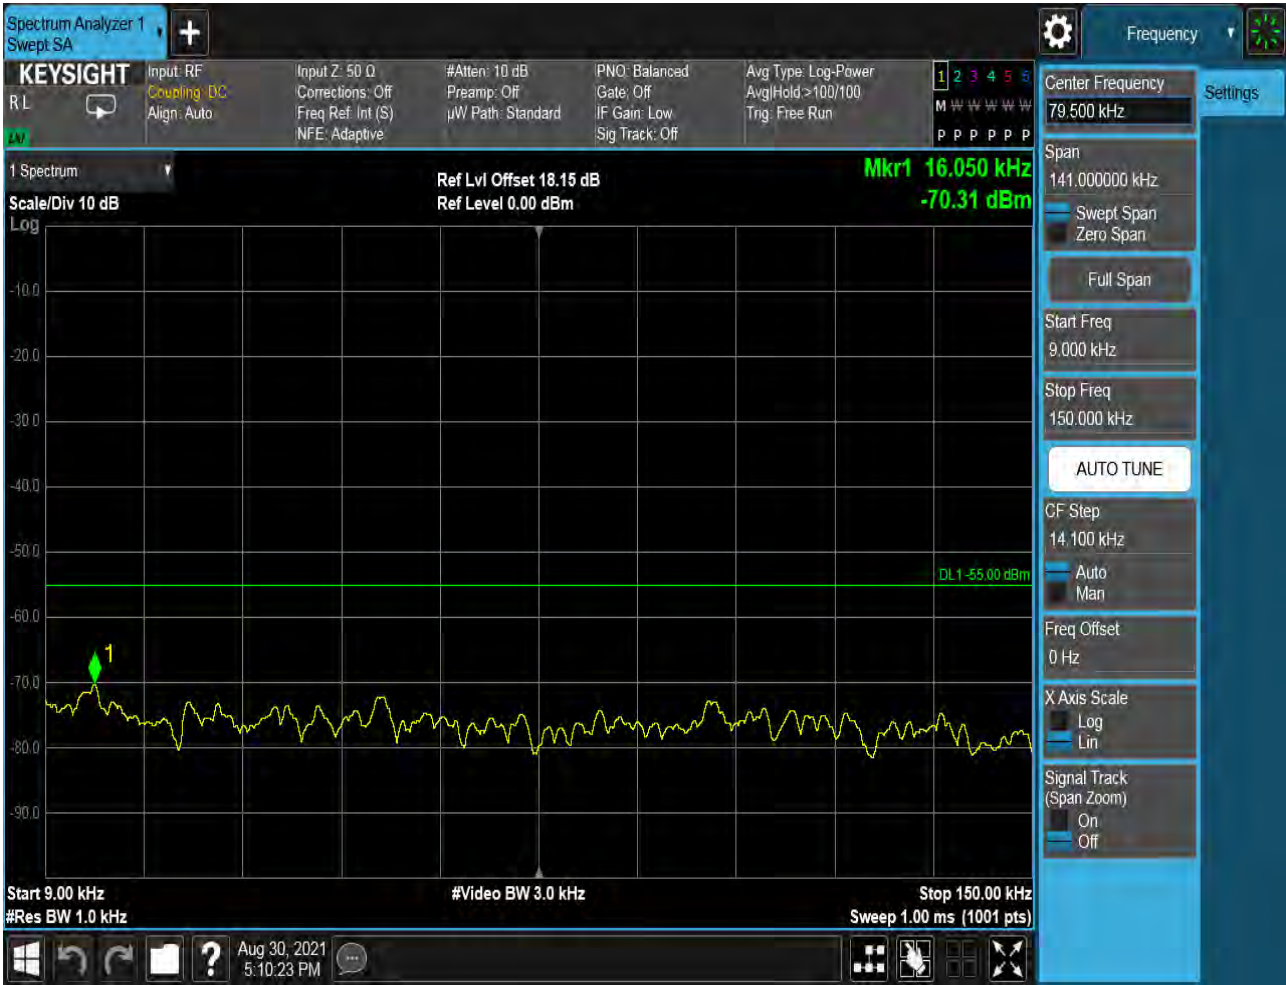 Spectrum Analyzer 1
Swept SA
Frequency
KEYSIGHT
R L
Input: RF
Coupling: DC
Align: Auto
Input Z: 50 Ω
Corrections: Off
Freq Ref: Int (S)
NFE: Adaptive
#Atten: 10 dB
Preamp: Off
µW Path: Standard
PNO: Balanced
Gate: Off
IF Gain: Low
Sig Track: Off
Avg Type: Log-Power
Avg|Hold:>100/100
Trig: Free Run
1 2 3 4 5 6
M W W W W W
P P P P P P
LXI
1 Spectrum
Scale/Div 10 dB
Log
Ref Lvl Offset 18.15 dB
Ref Level 0.00 dBm
Mkr1 16.050 kHz
-70.31 dBm
-10.0
-20.0
-30.0
-40.0
-50.0
DL1 -55.00 dBm
-60.0
1
-70.0
-80.0
-90.0
Start 9.00 kHz
#Video BW 3.0 kHz
Stop 150.00 kHz
#Res BW 1.0 kHz
Sweep 1.00 ms (1001 pts)
Center Frequency
79.500 kHz
Settings
Span
141.000000 kHz
Swept Span
Zero Span
Full Span
Start Freq
9.000 kHz
Stop Freq
150.000 kHz
AUTO TUNE
CF Step
14.100 kHz
Auto
Man
Freq Offset
0 Hz
X Axis Scale
Log
Lin
Signal Track
(Span Zoom)
On
Off
?
Aug 30, 2021
5:10:23 PM